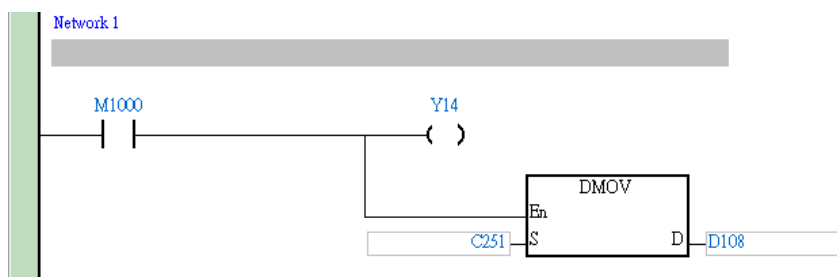 Network 1
M1000 Y14
DMOV
En
C251 S D D108